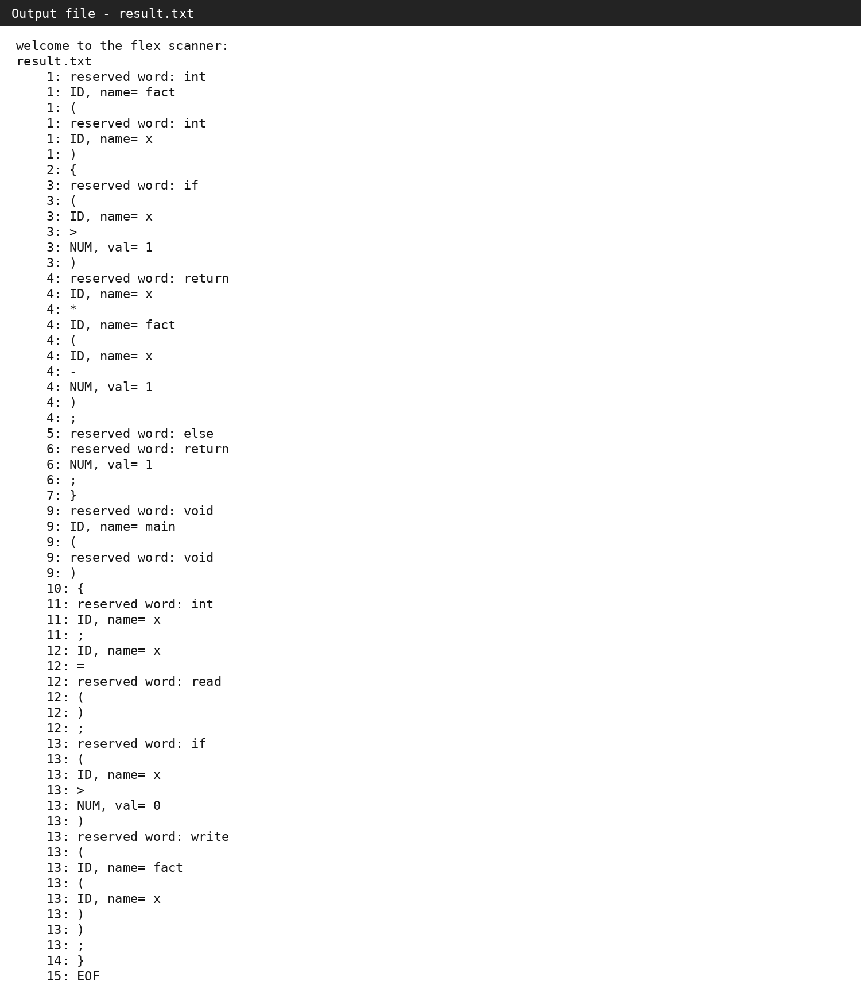 Output file - result.txt
welcome to the flex scanner:
result.txt
    1: reserved word: int
    1: ID, name= fact
    1: (
    1: reserved word: int
    1: ID, name= x
    1: )
    2: {
    3: reserved word: if
    3: (
    3: ID, name= x
    3: >
    3: NUM, val= 1
    3: )
    4: reserved word: return
    4: ID, name= x
    4: *
    4: ID, name= fact
    4: (
    4: ID, name= x
    4: -
    4: NUM, val= 1
    4: )
    4: ;
    5: reserved word: else
    6: reserved word: return
    6: NUM, val= 1
    6: ;
    7: }
    9: reserved word: void
    9: ID, name= main
    9: (
    9: reserved word: void
    9: )
    10: {
    11: reserved word: int
    11: ID, name= x
    11: ;
    12: ID, name= x
    12: =
    12: reserved word: read
    12: (
    12: )
    12: ;
    13: reserved word: if
    13: (
    13: ID, name= x
    13: >
    13: NUM, val= 0
    13: )
    13: reserved word: write
    13: (
    13: ID, name= fact
    13: (
    13: ID, name= x
    13: )
    13: )
    13: ;
    14: }
    15: EOF